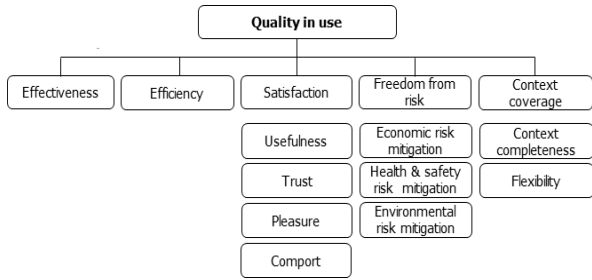 Quality in use
Effectiveness
Efficiency
Satisfaction
Freedom from
risk
Context
coverage
Usefulness
Trust
Pleasure
Comport
Economic risk
mitigation
Health & safety
risk mitigation
Environmental
risk mitigation
Context
completeness
Flexibility